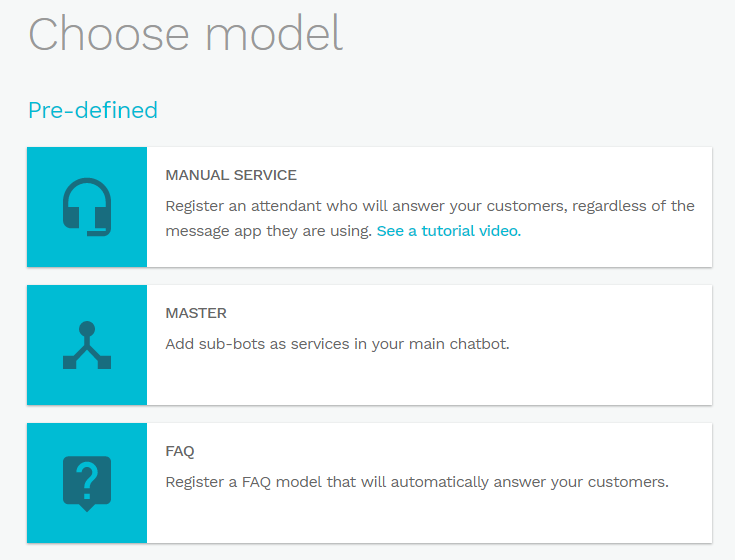 Choose model
Pre-defined
MANUAL SERVICE
Register an attendant who will answer your customers, regardless of the
message app they are using. See a tutorial video.
MASTER
Add sub-bots as services in your main chatbot.
FAQ
Register a FAQ model that will automatically answer your customers.